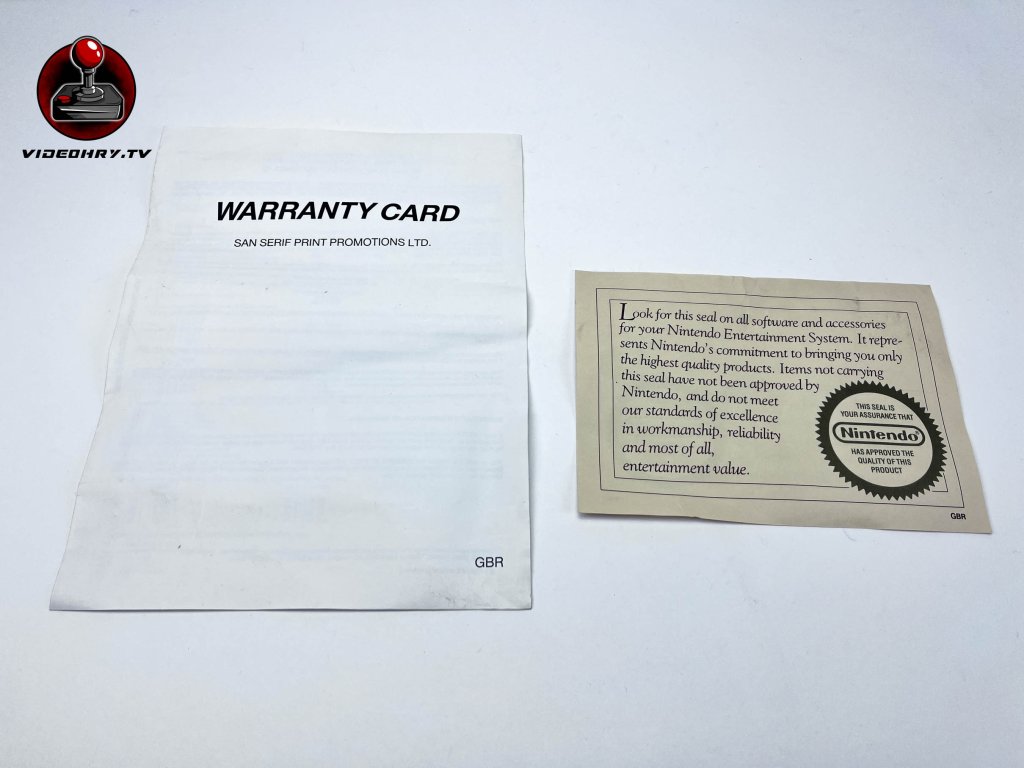 VIDEOHRY.TV
WARRANTY CARD
SAN SERIF PRINT PROMOTIONS LTD.
GBR
Look for this seal on all software and accessories
for your Nintendo Entertainment System. It repre-
sents Nintendo's commitment to bringing you only
the highest quality products. Items not carrying
this seal have not been approved by
Nintendo, and do not meet
our standards of excellence
in workmanship, reliability
and most of all,
entertainment value.
THIS SEAL IS
YOUR ASSURANCE THAT
Nintendo®
HAS APPROVED THE
QUALITY OF THIS
PRODUCT
GBR